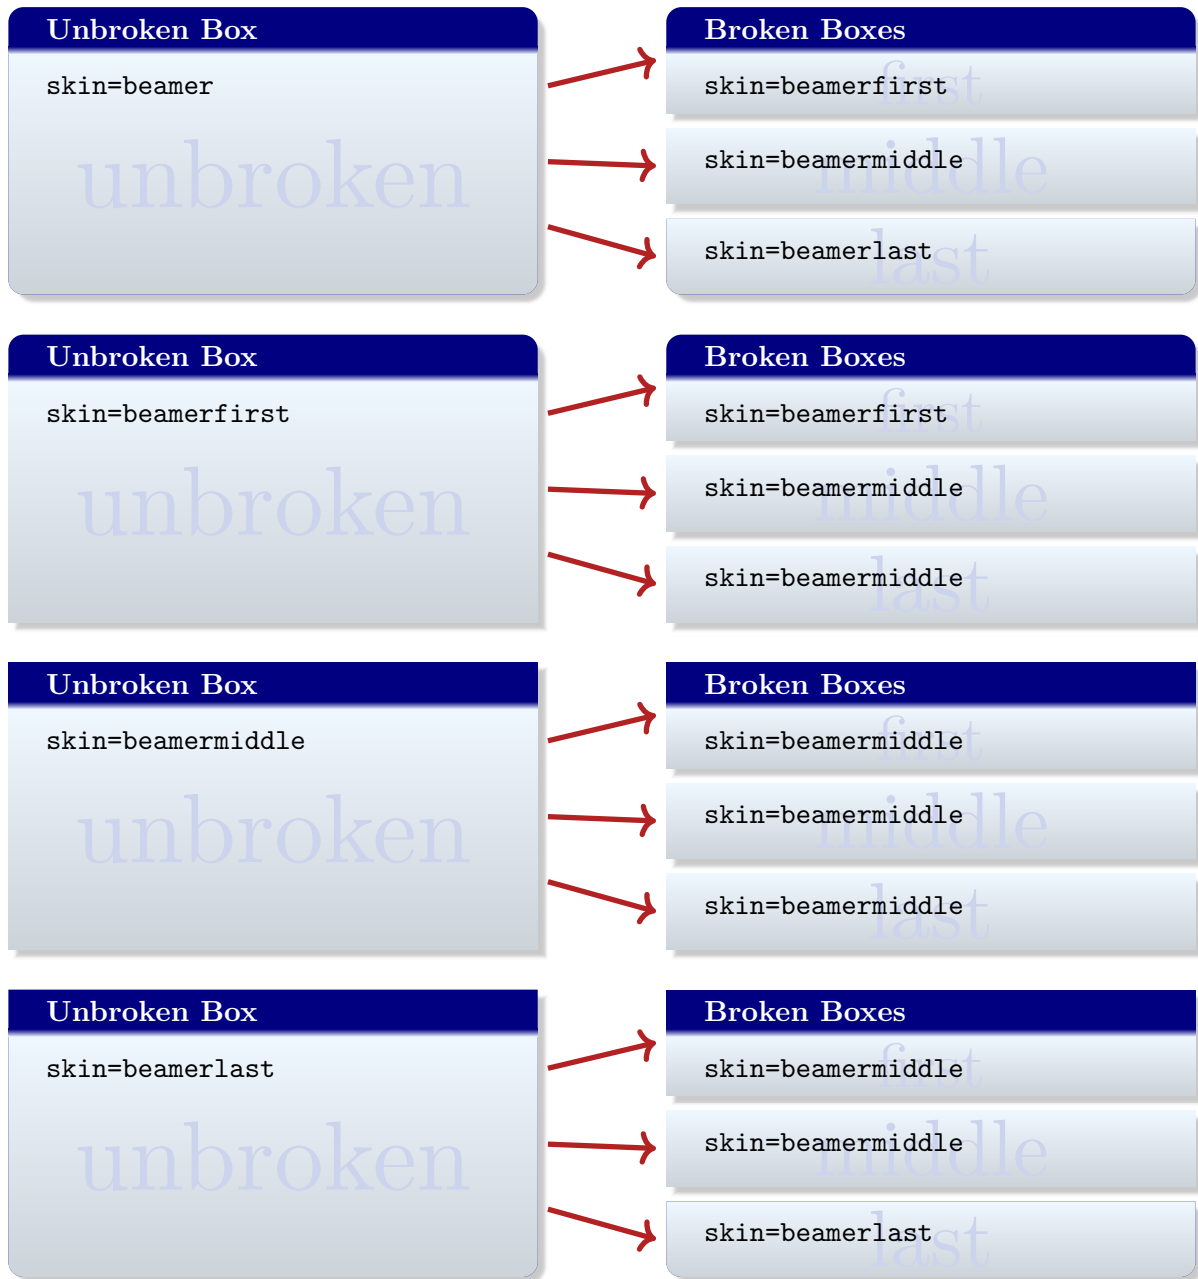 Unbroken Box
skin=beamer
unbroken
Broken Boxes
first
skin=beamerfirst
middle
skin=beamermiddle
last
skin=beamerlast
Unbroken Box
skin=beamerfirst
unbroken
Broken Boxes
first
skin=beamerfirst
middle
skin=beamermiddle
last
skin=beamermiddle
Unbroken Box
skin=beamermiddle
unbroken
Broken Boxes
first
skin=beamermiddle
middle
skin=beamermiddle
last
skin=beamermiddle
Unbroken Box
skin=beamerlast
unbroken
Broken Boxes
first
skin=beamermiddle
middle
skin=beamermiddle
last
skin=beamerlast